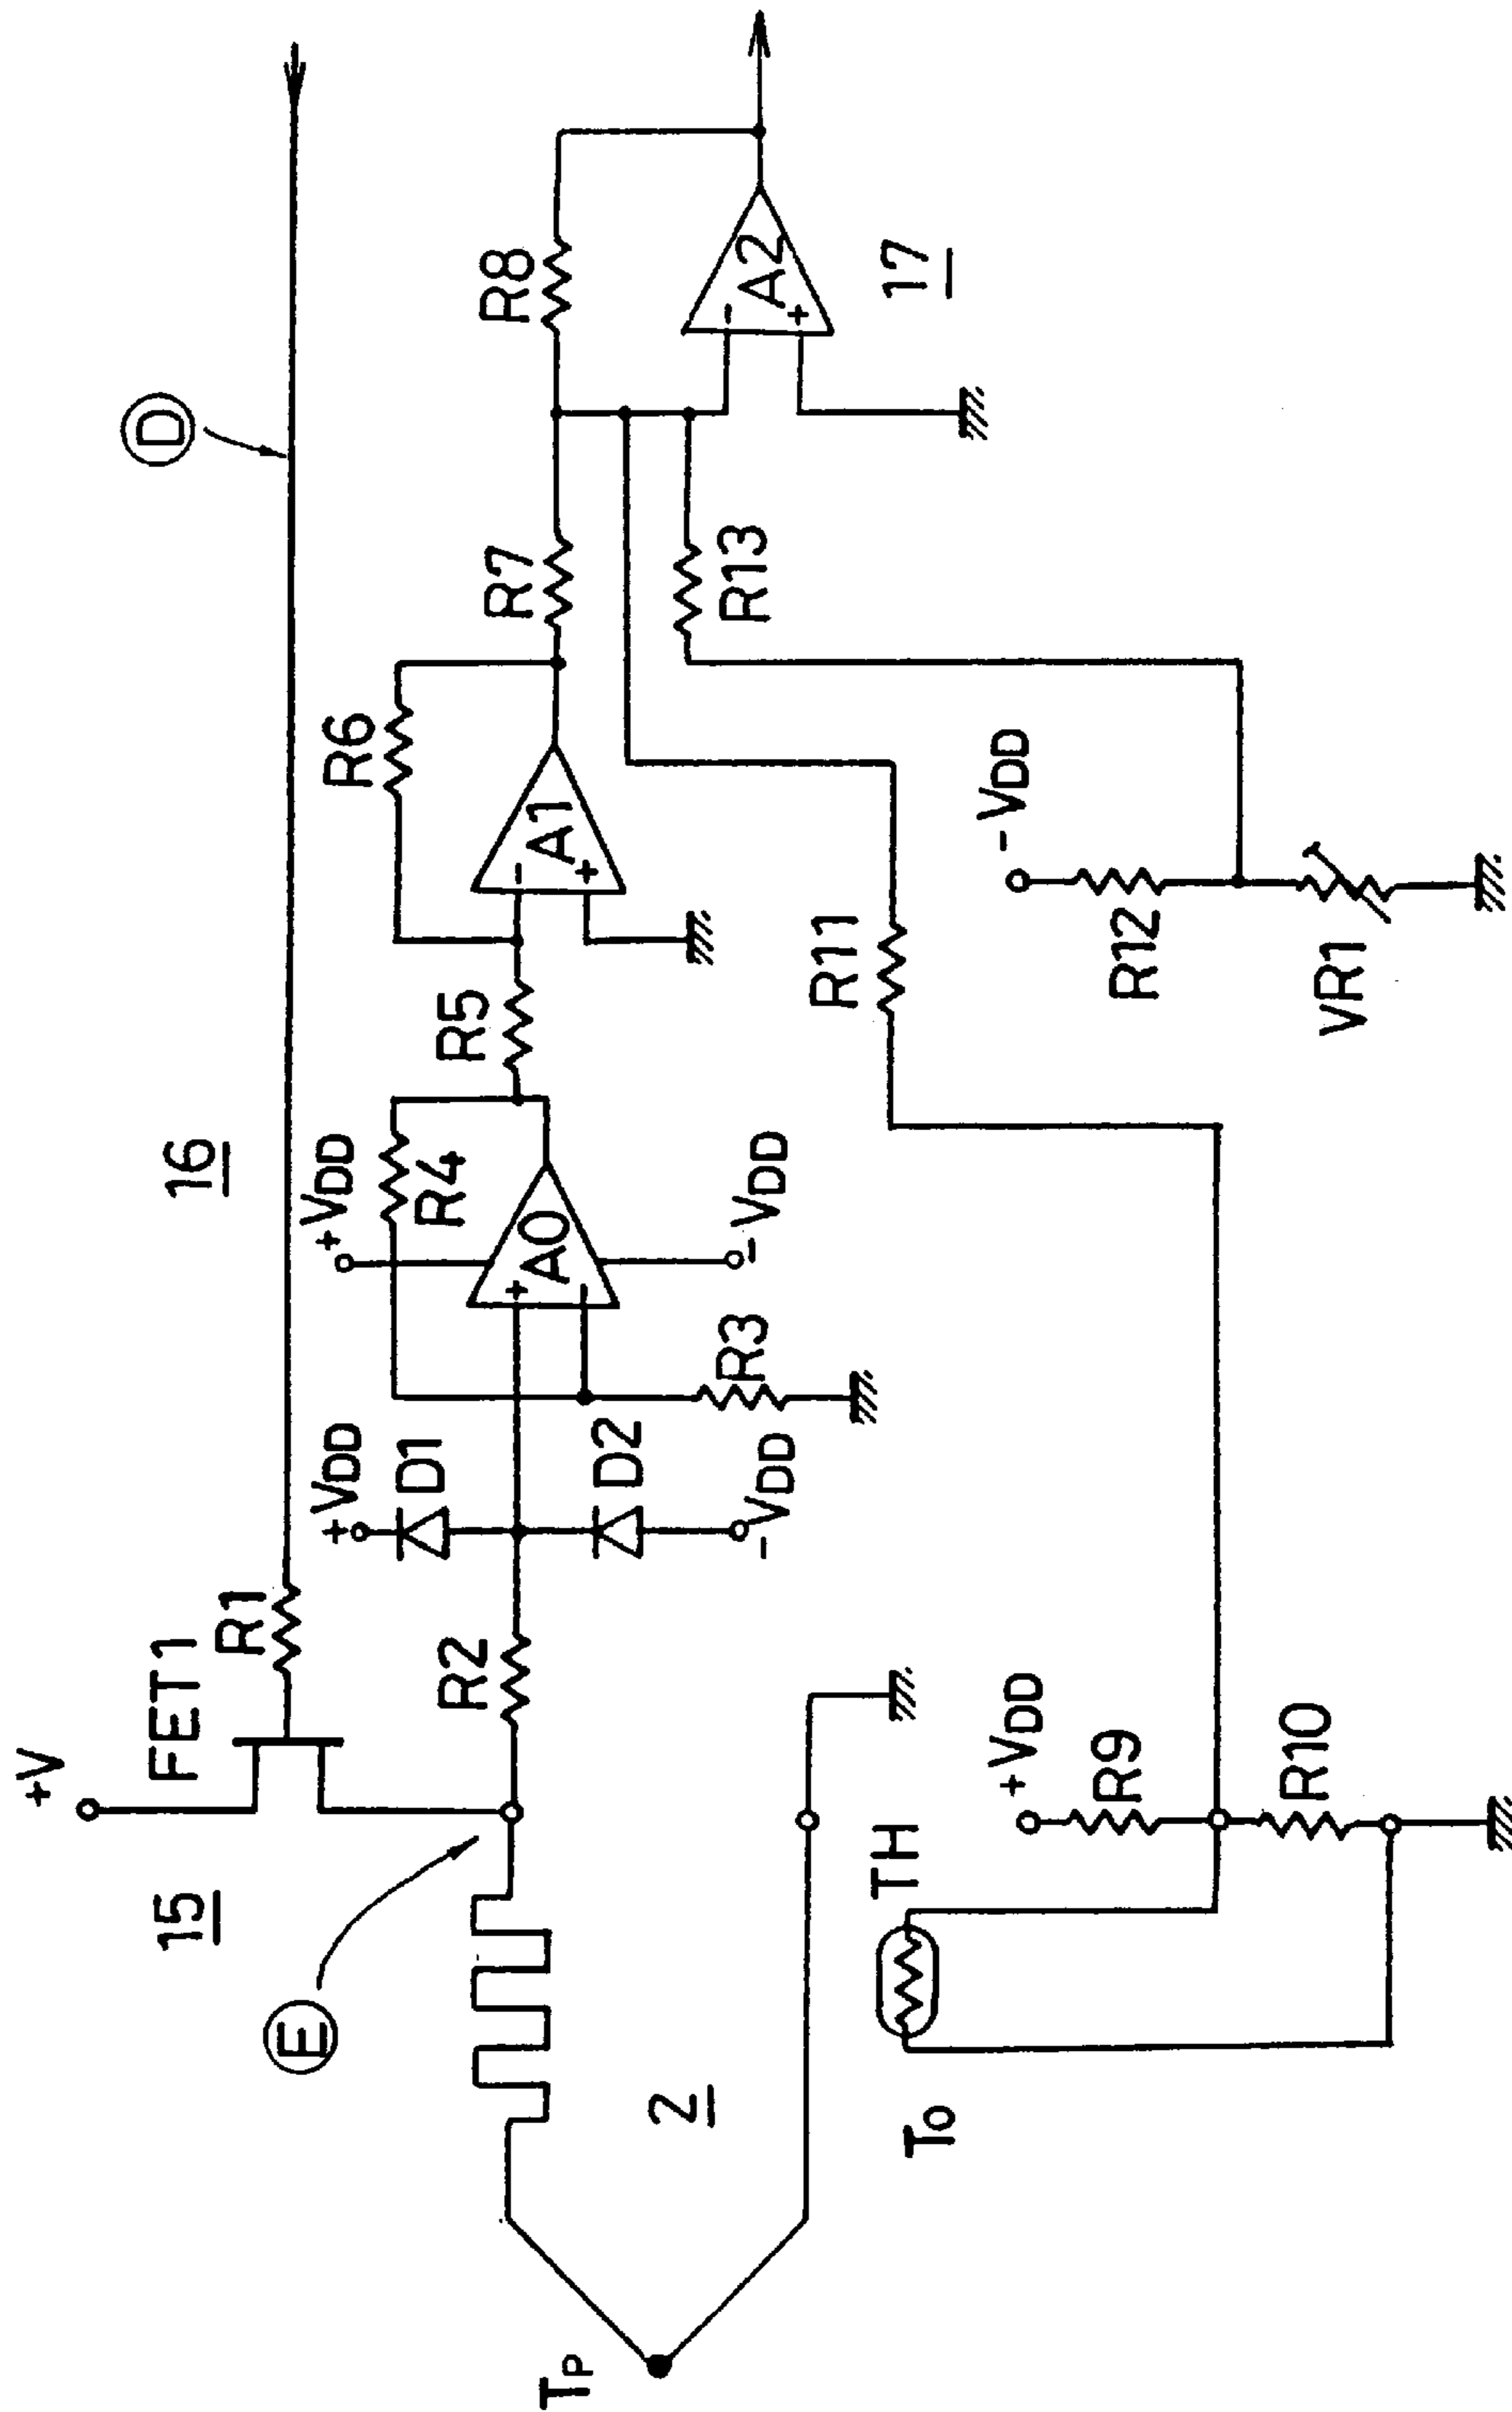 +V
FET1
15
R1
16
D
E
R2
+VDD
D1
D2
-VDD
+VDD
R4
+
A0
-
-VDD
R3
R5
R6
-
A1
+
R7
R8
-
A2
+
17
R13
2
TP
TO
TH
+VDD
R9
R10
R11
-VDD
R12
VR1